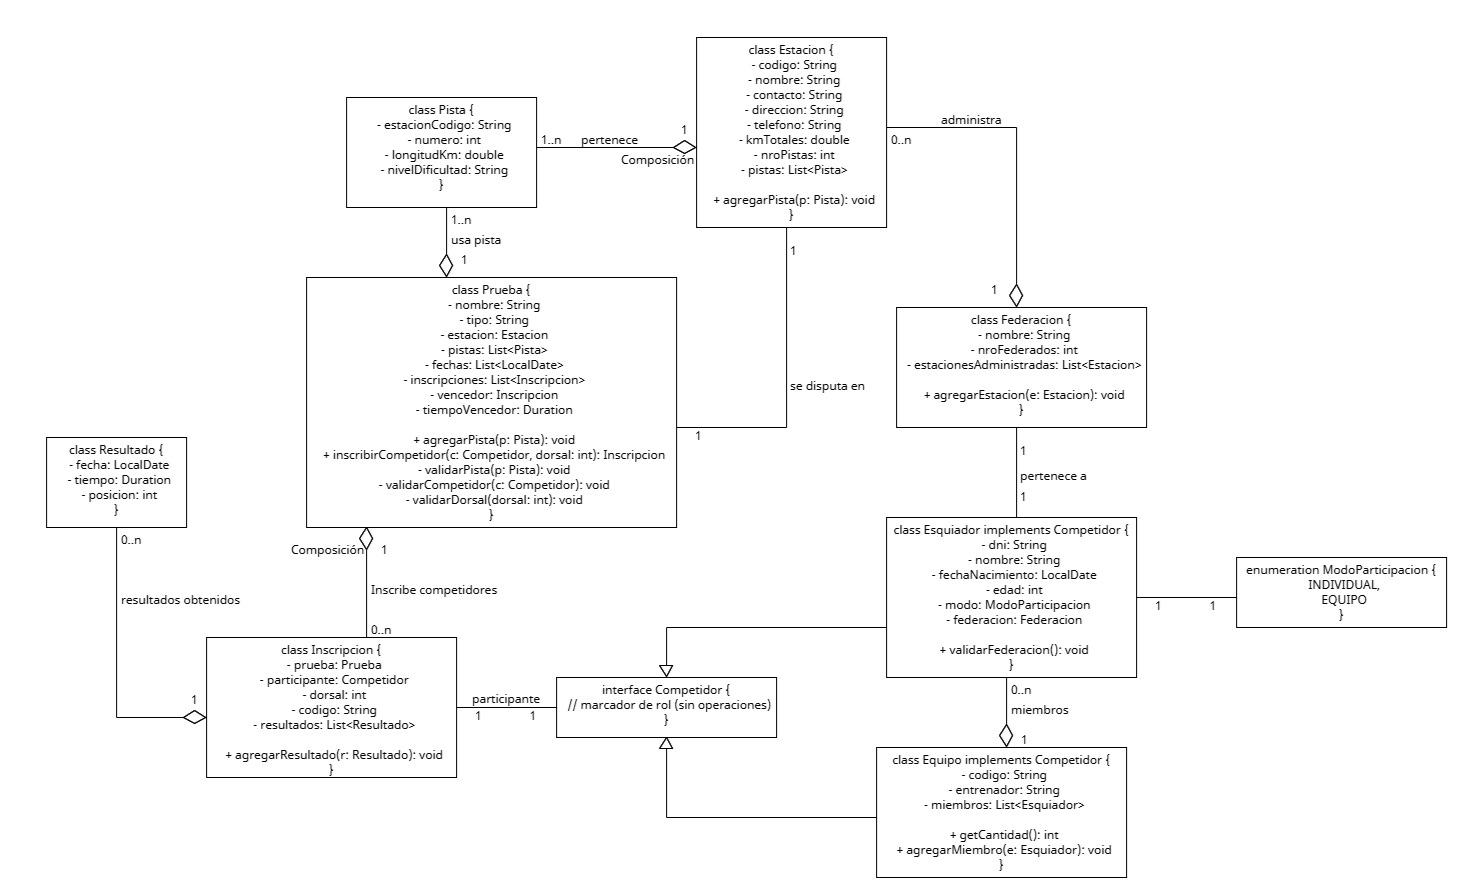 class Estacion {
- codigo: String
- nombre: String
- contacto: String
- direccion: String
- telefono: String
- kmTotales: double
- nroPistas: int
- pistas: List<Pista>
+ agregarPista(p: Pista): void
}
class Pista {
- estacionCodigo: String
- numero: int
- longitudKm: double
- nivelDificultad: String
}
1..n
pertenece
1
Composición
administra
0..n
1
1..n
usa pista
1
1
se disputa en
1
class Prueba {
- nombre: String
- tipo: String
- estacion: Estacion
- pistas: List<Pista>
- fechas: List<LocalDate>
- inscripciones: List<Inscripcion>
- vencedor: Inscripcion
- tiempoVencedor: Duration
+ agregarPista(p: Pista): void
+ inscribirCompetidor(c: Competidor, dorsal: int): Inscripcion
- validarPista(p: Pista): void
- validarCompetidor(c: Competidor): void
- validarDorsal(dorsal: int): void
}
class Federacion {
- nombre: String
- nroFederados: int
- estacionesAdministradas: List<Estacion>
+ agregarEstacion(e: Estacion): void
}
1
pertenece a
1
class Resultado {
- fecha: LocalDate
- tiempo: Duration
- posicion: int
}
0..n
resultados obtenidos
1
Composición
1
Inscribe competidores
0..n
class Esquiador implements Competidor {
- dni: String
- nombre: String
- fechaNacimiento: LocalDate
- edad: int
- modo: ModoParticipacion
- federacion: Federacion
+ validarFederacion(): void
}
1
1
enumeration ModoParticipacion {
INDIVIDUAL,
EQUIPO
}
class Inscripcion {
- prueba: Prueba
- participante: Competidor
- dorsal: int
- codigo: String
- resultados: List<Resultado>
+ agregarResultado(r: Resultado): void
}
participante
1
1
interface Competidor {
// marcador de rol (sin operaciones)
}
0..n
miembros
1
class Equipo implements Competidor {
- codigo: String
- entrenador: String
- miembros: List<Esquiador>
+ getCantidad(): int
+ agregarMiembro(e: Esquiador): void
}